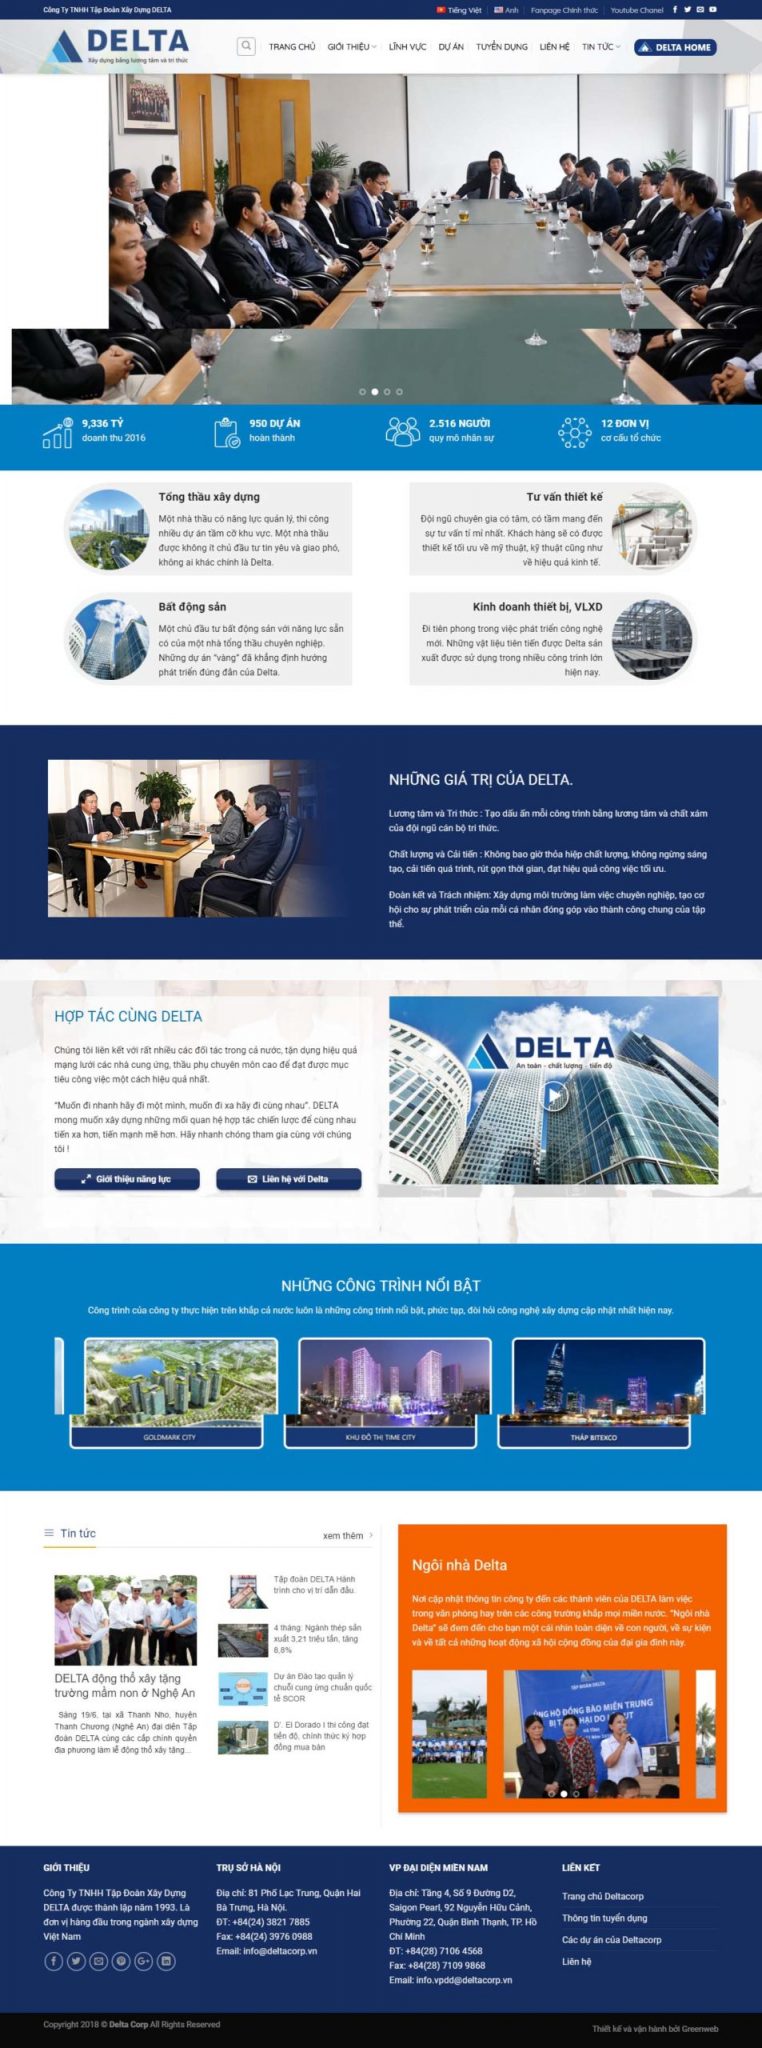 Công Ty TNHH Tập Đoàn Xây Dựng DELTA
Tiếng Việt
Anh
Fanpage Chính thức
Youtube Chanel
DELTA
Xây dựng bằng lương tâm và trí thức
TRANG CHỦ
GIỚI THIỆU
LĨNH VỰC
DỰ ÁN
TUYỂN DỤNG
LIÊN HỆ
TIN TỨC
DELTA HOME
9,336 TỶ
doanh thu 2016
950 DỰ ÁN
hoàn thành
2.516 NGƯỜI
quy mô nhân sự
12 ĐƠN VỊ
cơ cấu tổ chức
Tổng thầu xây dựng
Một nhà thầu có năng lực quản lý, thi công
nhiều dự án tầm cỡ khu vực. Một nhà thầu
được không ít chủ đầu tư tin yêu và giao phó,
không ai khác chính là Delta.
Tư vấn thiết kế
Đội ngũ chuyên gia có tâm, có tầm mang đến
sự tư vấn tỉ mỉ nhất. Khách hàng sẽ có được
thiết kế tối ưu về mỹ thuật, kỹ thuật cũng như
về hiệu quả kinh tế.
Bất động sản
Một chủ đầu tư bất động sản với năng lực sẵn
có của một nhà tổng thầu chuyên nghiệp.
Những dự án “vàng” đã khẳng định hướng
phát triển đúng đắn của Delta.
Kinh doanh thiết bị, VLXD
Đi tiên phong trong việc phát triển công nghệ
mới. Những vật liệu tiên tiến được Delta sản
xuất được sử dụng trong nhiều công trình lớn
hiện nay.
NHỮNG GIÁ TRỊ CỦA DELTA.
Lương tâm và Trí thức : Tạo dấu ấn mỗi công trình bằng lương tâm và chất xám
của đội ngũ cán bộ trí thức.
Chất lượng và Cải tiến : Không bao giờ thỏa hiệp chất lượng, không ngừng sáng
tạo, cải tiến quá trình, rút gọn thời gian, đạt hiệu quả công việc tối ưu.
Đoàn kết và Trách nhiệm: Xây dựng môi trường làm việc chuyên nghiệp, tạo cơ
hội cho sự phát triển của mỗi cá nhân đóng góp vào thành công chung của tập
thể.
HỢP TÁC CÙNG DELTA
Chúng tôi liên kết với rất nhiều các đối tác trong cả nước, tận dụng hiệu quả
mạng lưới các nhà cung ứng, thầu phụ chuyên môn cao để đạt được mục
tiêu công việc một cách hiệu quả nhất.
“Muốn đi nhanh hãy đi một mình, muốn đi xa hãy đi cùng nhau”. DELTA
mong muốn xây dựng những mối quan hệ hợp tác chiến lược để cùng nhau
tiến xa hơn, tiến mạnh mẽ hơn. Hãy nhanh chóng tham gia cùng với chúng
tôi !
Giới thiệu năng lực
Liên hệ với Delta
DELTA
An toàn - chất lượng - tiến độ
NHỮNG CÔNG TRÌNH NỔI BẬT
Công trình của công ty thực hiện trên khắp cả nước luôn là những công trình nổi bật, phức tạp, đòi hỏi công nghệ xây dựng cập nhật nhất hiện nay.
GOLDMARK CITY
KHU ĐÔ THỊ TIME CITY
THÁP BITEXCO
Tin tức
xem thêm
DELTA động thổ xây tặng
trường mầm non ở Nghệ An
Sáng 19/6, tại xã Thanh Nho, huyện
Thanh Chương (Nghệ An) đại diện Tập
đoàn DELTA cùng các cấp chính quyền
địa phương làm lễ động thổ xây tặng...
Tập đoàn DELTA Hành
trình cho vị trí dẫn đầu.
4 tháng: Ngành thép sản
xuất 3,21 triệu tấn, tăng
6,8%
SCOR
Dự án Đào tạo quản lý
chuỗi cung ứng chuẩn quốc
tế SCOR
D'. El Dorado I thi công đạt
tiến độ, chính thức ký hợp
đồng mua bán
Ngôi nhà Delta
Nơi cập nhật thông tin công ty đến các thành viên của DELTA làm việc
trong văn phòng hay trên các công trường khắp mọi miền nước. “Ngôi nhà
Delta” sẽ đem đến cho bạn một cái nhìn toàn diện về con người, về sự kiện
và về tất cả những hoạt động xã hội cộng đồng của đại gia đình này.
TẬP ĐOÀN DELTA
ỦNG HỘ ĐỒNG BÀO MIỀN TRUNG
GIỚI THIỆU
Công Ty TNHH Tập Đoàn Xây Dựng
DELTA được thành lập năm 1993. Là
đơn vị hàng đầu trong ngành xây dựng
Việt Nam
TRỤ SỞ HÀ NỘI
Địa chỉ: 81 Phố Lạc Trung, Quận Hai
Bà Trưng, Hà Nội.
ĐT: +84(24) 3821 7885
Fax: +84(24) 3976 0988
Email: info@deltacorp.vn
VP ĐẠI DIỆN MIỀN NAM
Địa chỉ: Tầng 4, Số 9 Đường D2,
Saigon Pearl, 92 Nguyễn Hữu Cảnh,
Phường 22, Quận Bình Thạnh, TP. Hồ
Chí Minh
ĐT: +84(28) 7106 4568
Fax: +84(28) 7109 9868
Email: info.vpdd@deltacorp.vn
LIÊN KẾT
Trang chủ Deltacorp
Thông tin tuyển dụng
Các dự án của Deltacorp
Liên hệ
Copyright 2018 © Delta Corp All Rights Reserved
Thiết kế và vận hành bởi Greenweb